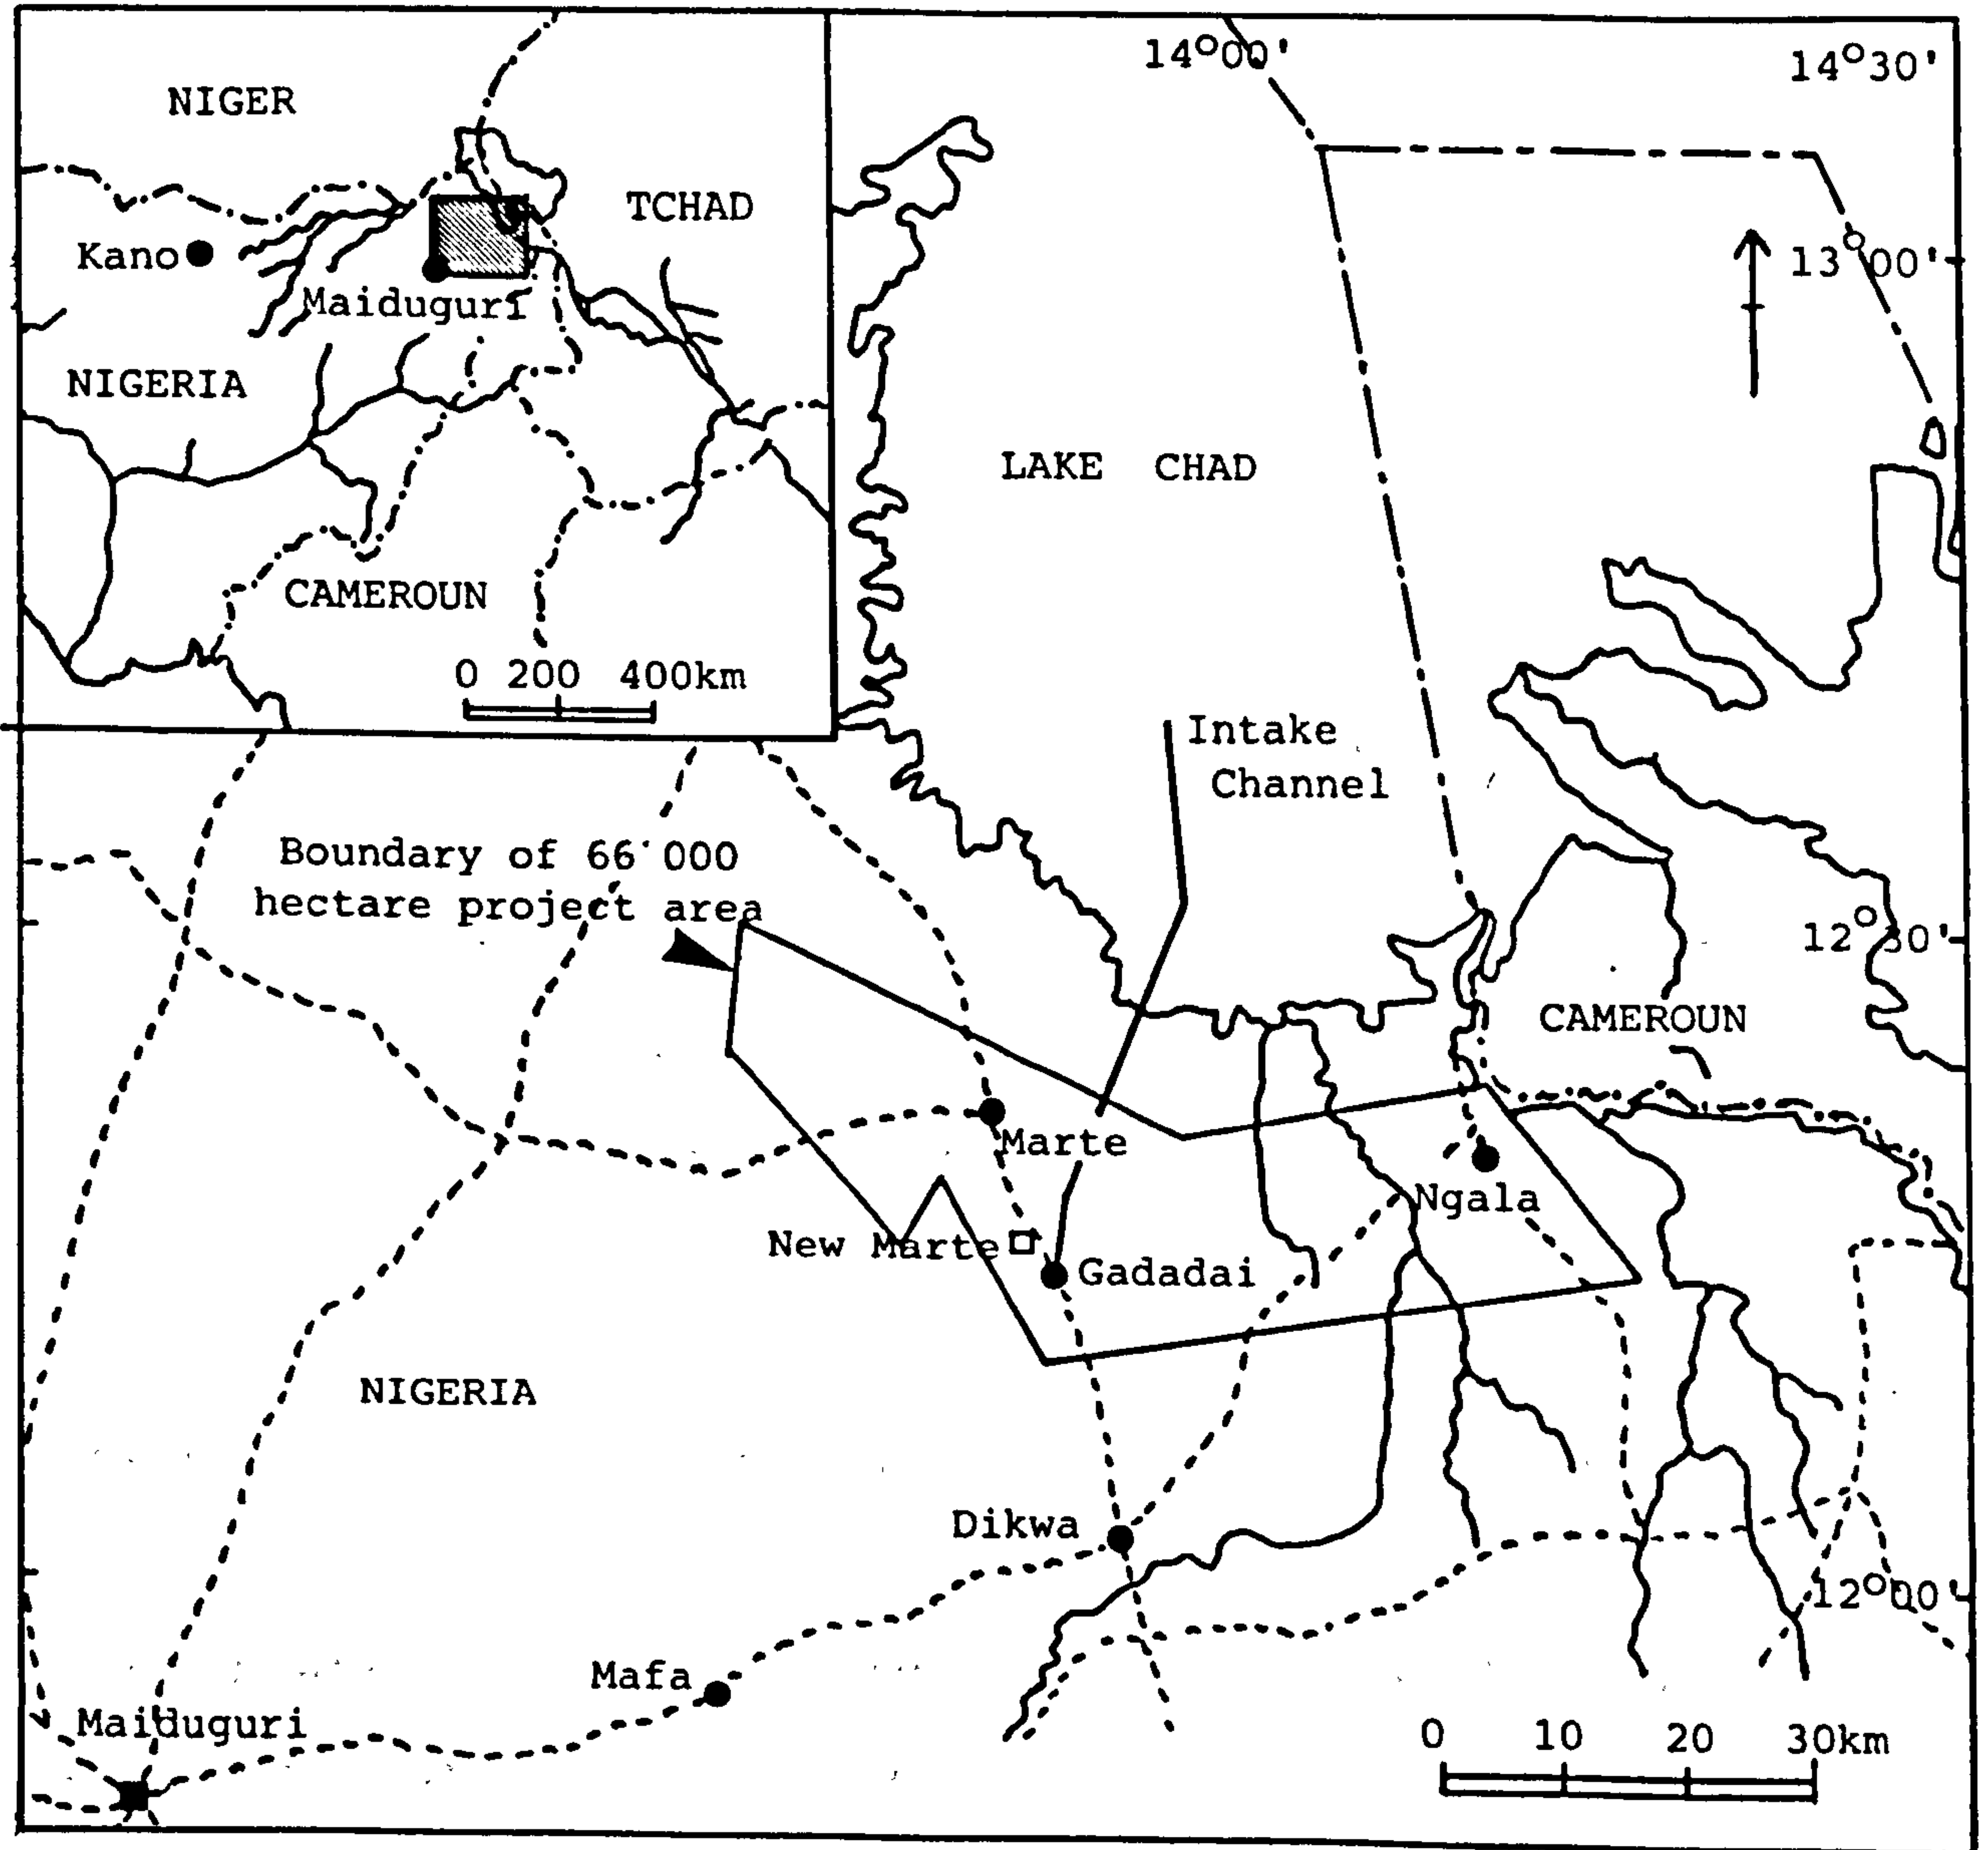 NIGER
TCHAD
Kano
Maiduguri
NIGERIA
CAMEROUN
0 200 400km
14°00'
14°30'
13°00'
LAKE CHAD
Intake
Channel
Boundary of 66'000
hectare project area
12°30'
CAMEROUN
Marte
Ngala
New Marte
Gadadai
NIGERIA
Dikwa
12°00'
Mafa
Maiduguri
0 10 20 30km